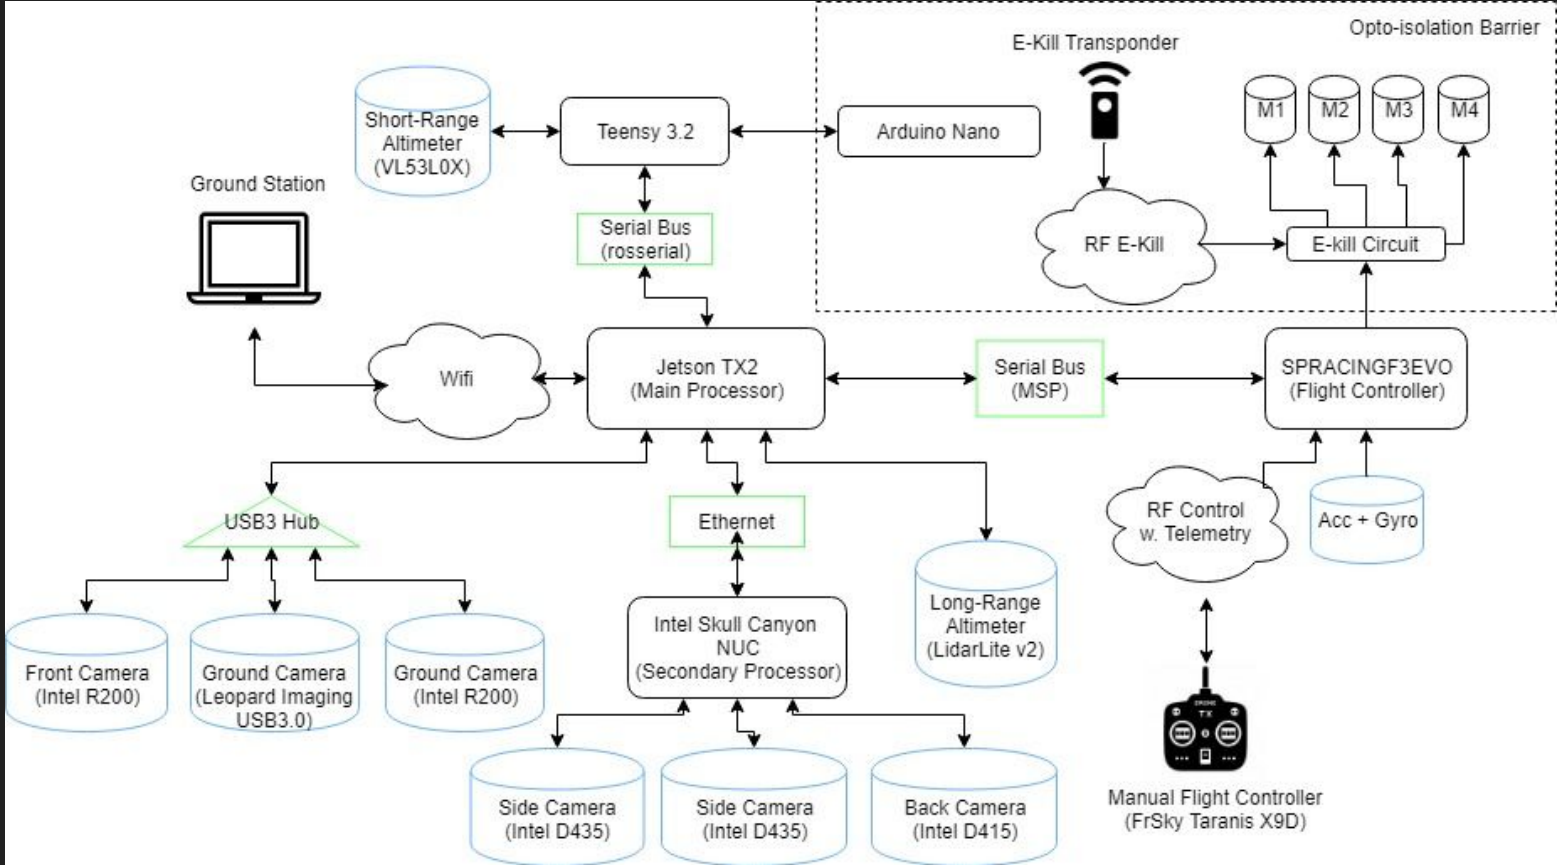 Opto-isolation Barrier
E-Kill Transponder
M1
M2
M3
M4
Short-Range
Altimeter
(VL53L0X)
Teensy 3.2
Arduino Nano
Ground Station
Serial Bus
(rosserial)
RF E-Kill
E-kill Circuit
Wifi
Jetson TX2
(Main Processor)
Serial Bus
(MSP)
SPRACINGF3EVO
(Flight Controller)
USB3 Hub
Ethernet
RF Control
w. Telemetry
Acc + Gyro
Long-Range
Altimeter
(LidarLite v2)
Intel Skull Canyon
NUC
(Secondary Processor)
Front Camera
(Intel R200)
Ground Camera
(Leopard Imaging
USB3.0)
Ground Camera
(Intel R200)
TX
Side Camera
(Intel D435)
Side Camera
(Intel D435)
Back Camera
(Intel D415)
Manual Flight Controller
(FrSky Taranis X9D)